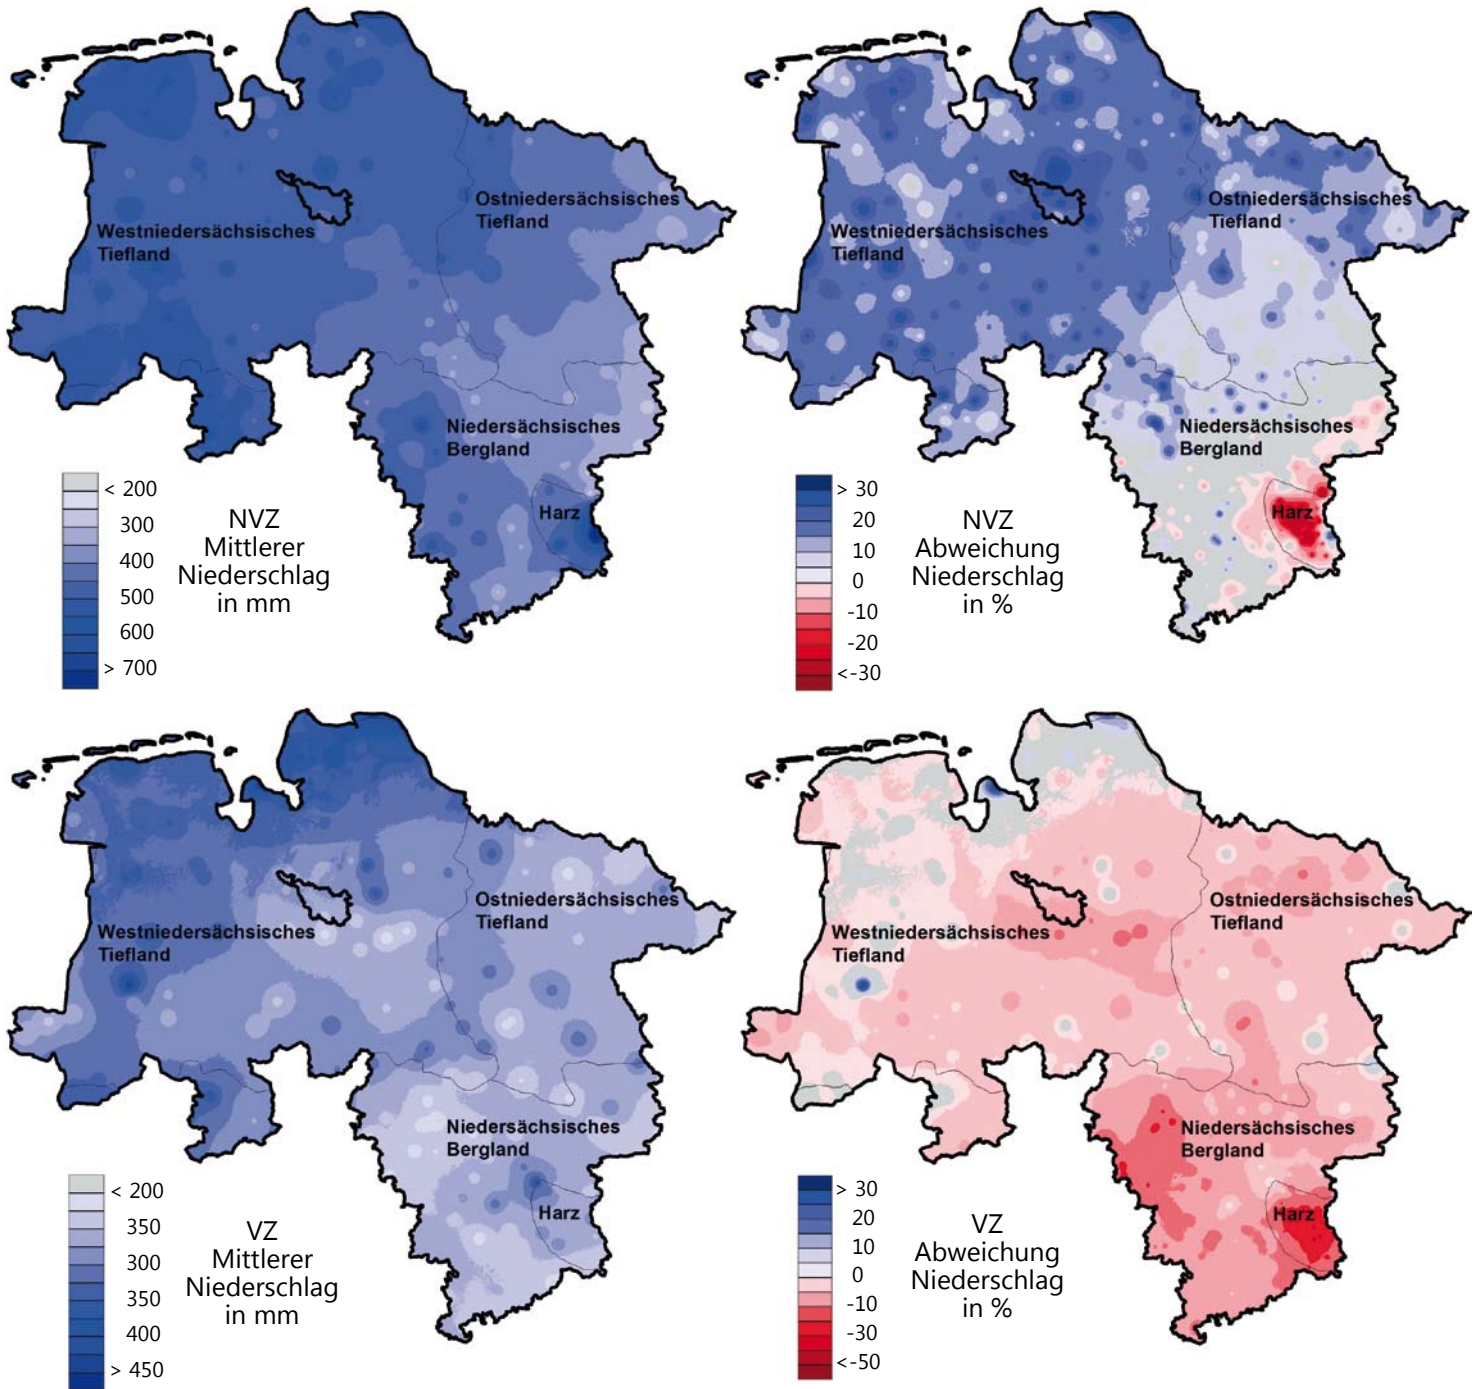 Ostniedersächsisches
Tiefland
Westniedersächsisches
Tiefland
Niedersächsisches
Bergland
Harz
NVZ
Mittlerer
Niederschlag
in mm
< 200
300
400
500
600
> 700
Ostniedersächsisches
Tiefland
Westniedersächsisches
Tiefland
Niedersächsisches
Bergland
Harz
> 30
20
10
0
-10
-20
<-30
NVZ
Abweichung
Niederschlag
in %
Ostniedersächsisches
Tiefland
Westniedersächsisches
Tiefland
Niedersächsisches
Bergland
Harz
< 200
350
300
350
400
> 450
VZ
Mittlerer
Niederschlag
in mm
Ostniedersächsisches
Tiefland
Westniedersächsisches
Tiefland
Niedersächsisches
Bergland
Harz
> 30
20
10
0
-10
-30
<-50
VZ
Abweichung
Niederschlag
in %